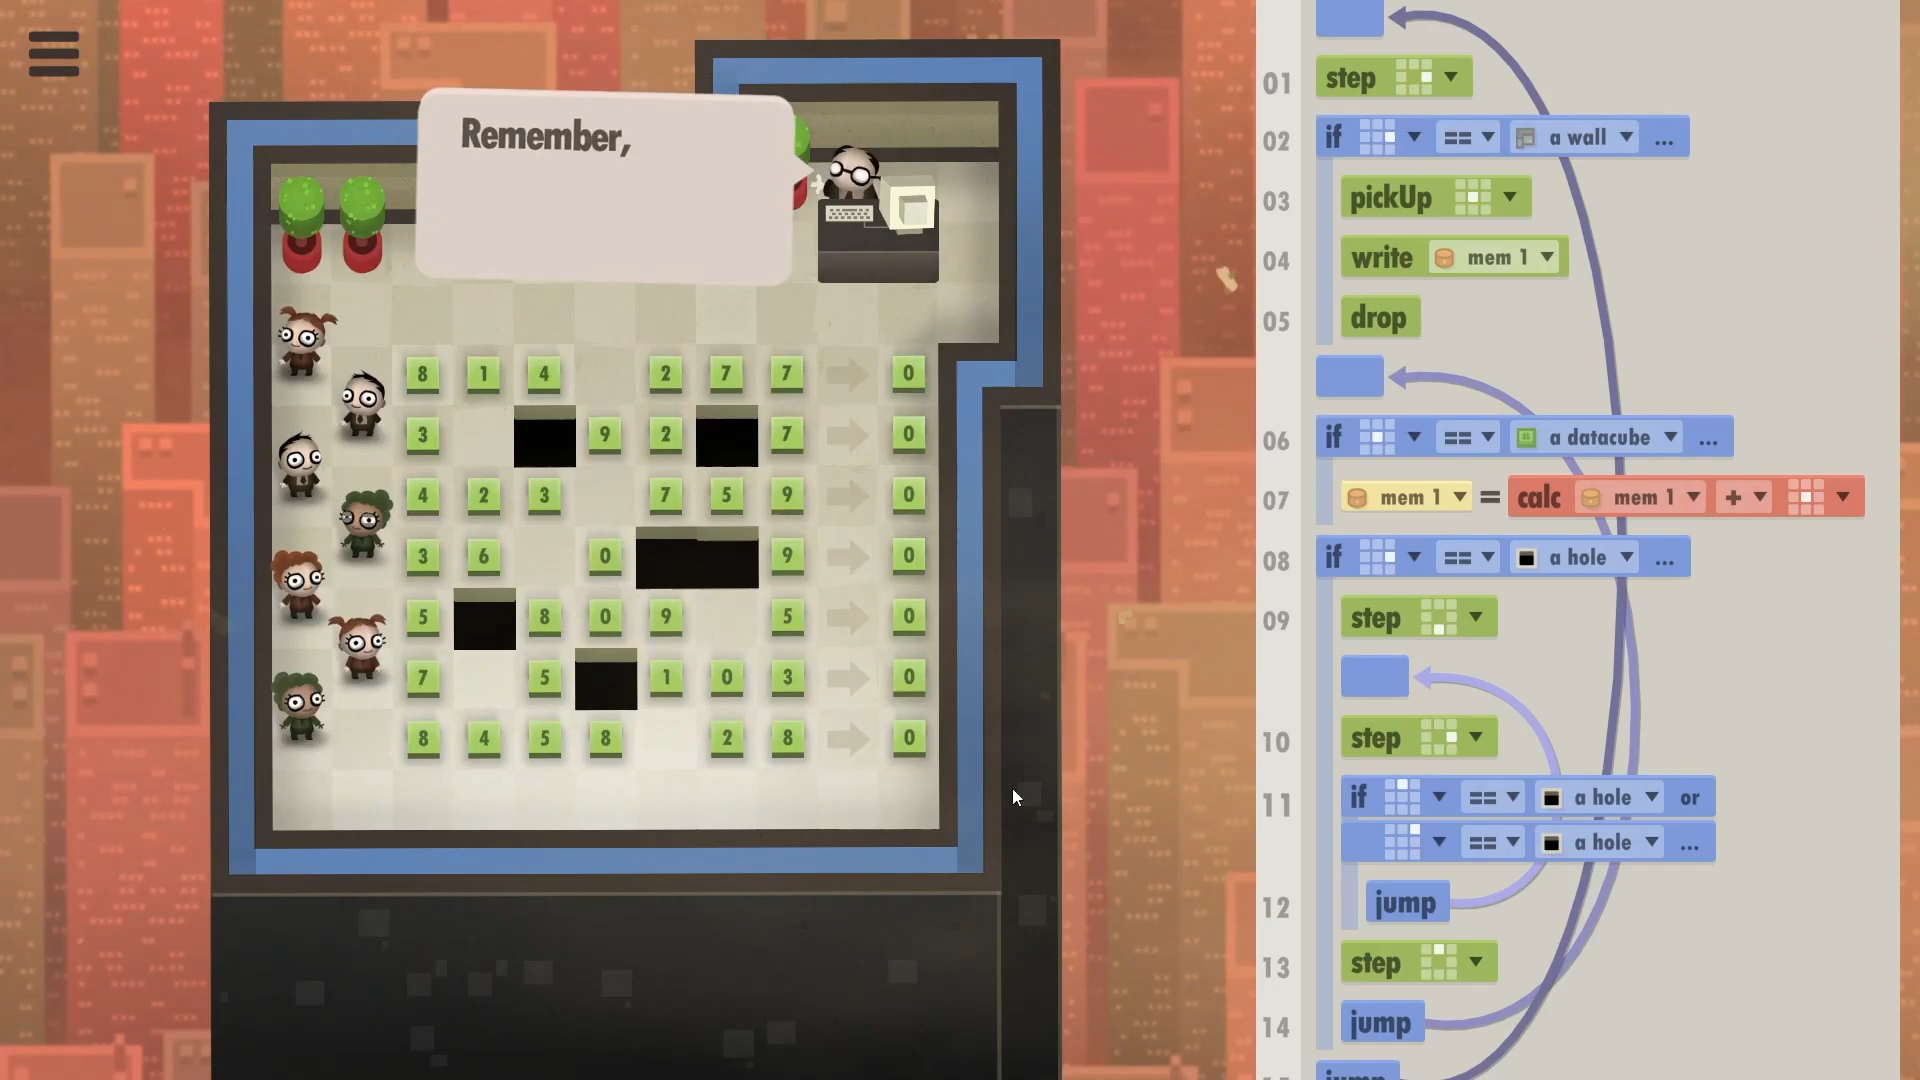 Remember,
8 1 4 2 7 7 0
3 9 2 7 0
4 2 3 7 5 9 0
3 6 0 9 0
5 8 0 9 5 0
7 5 1 0 3 0
8 4 5 8 2 8 0
01 step
02 if == a wall ...
03 pickUp
04 write mem 1
05 drop
06 if == a datacube ...
07 mem 1 = calc mem 1 +
08 if == a hole ...
09 step
10 step
11 if == a hole or
== a hole ...
12 jump
13 step
14 jump
jump